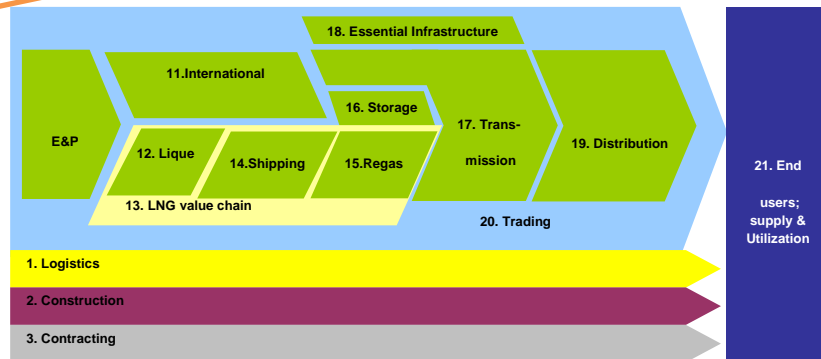 18. Essential Infrastructure
11.International
16. Storage
E&P
17. Trans-
mission
19. Distribution
12. Lique
14.Shipping
15.Regas
21. End
users;
supply &
Utilization
13. LNG value chain
20. Trading
1. Logistics
2. Construction
3. Contracting